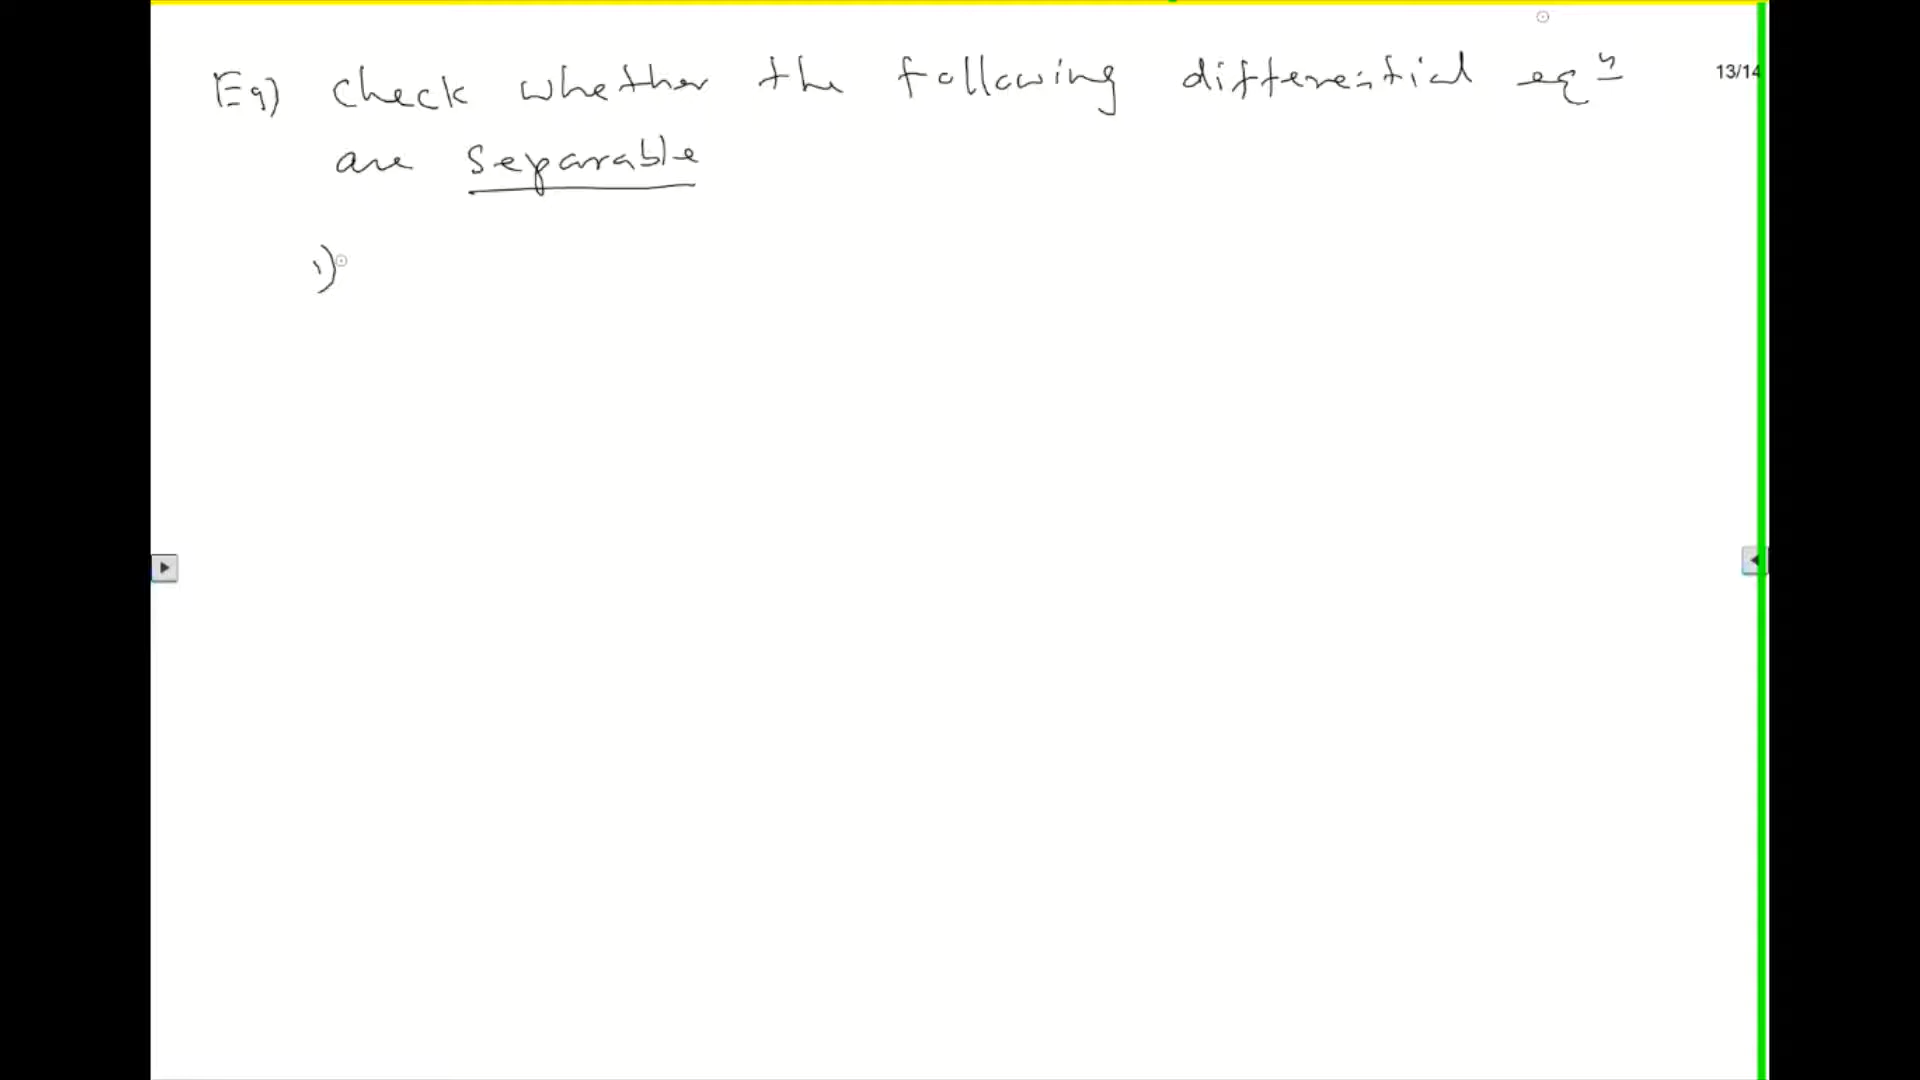 Eg) Check whether the following differential eqn 13/14
are separable
1)